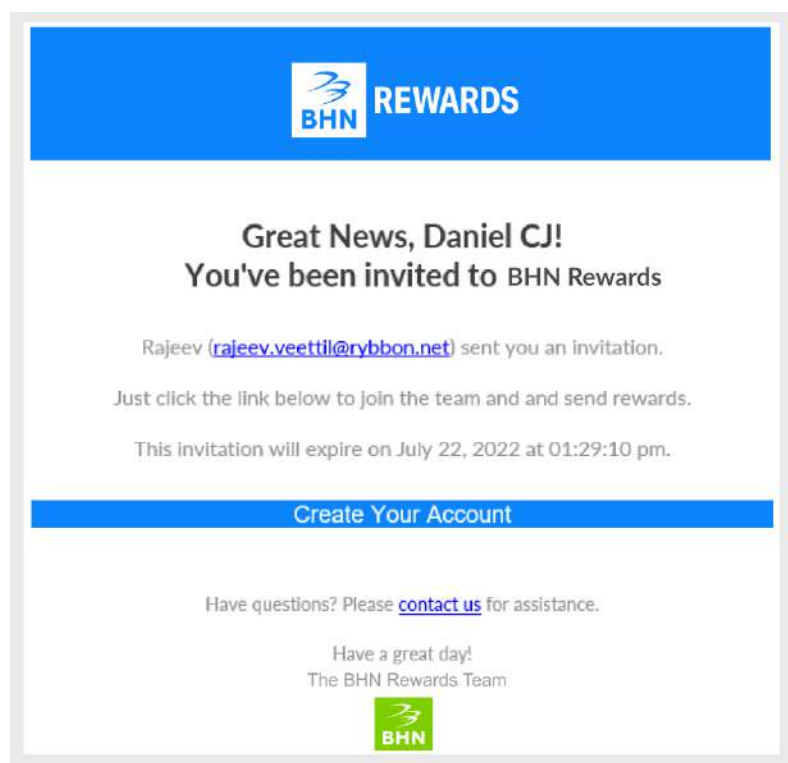 BHN REWARDS
Great News, Daniel CJ!
You've been invited to BHN Rewards
Rajeev (rajeev.veettil@rybbon.net) sent you an invitation.
Just click the link below to join the team and and send rewards.
This invitation will expire on July 22, 2022 at 01:29:10 pm.
Create Your Account
Have questions? Please contact us for assistance.
Have a great day!
The BHN Rewards Team
BHN